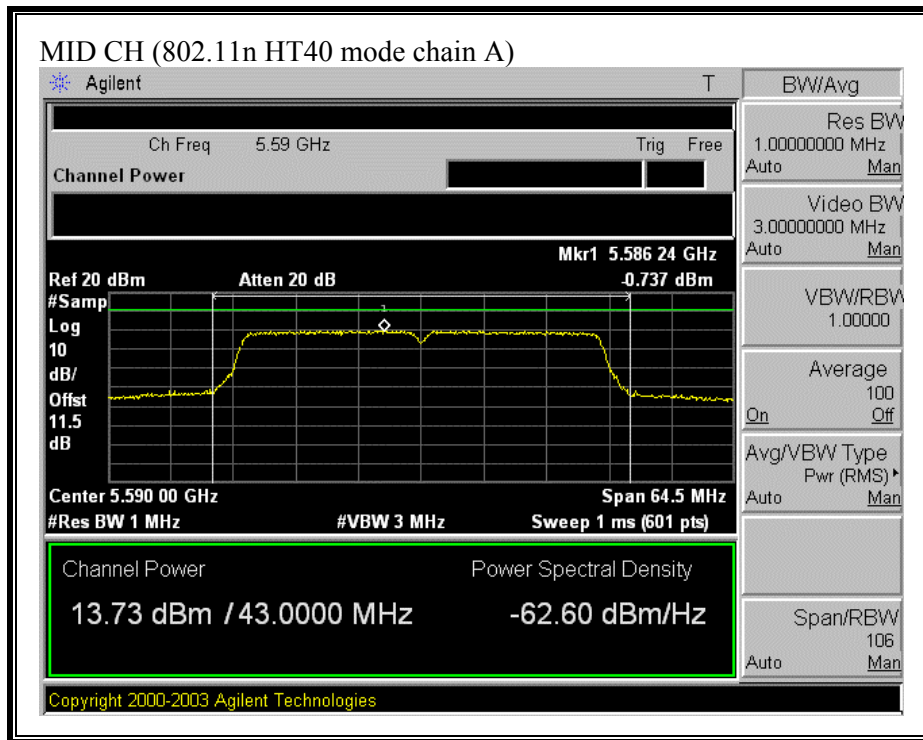 MID CH (802.11n HT40 mode chain A)
Agilent T
Ch Freq 5.59 GHz Trig Free
Channel Power
Mkr1 5.586 24 GHz
Ref 20 dBm Atten 20 dB -0.737 dBm
#Samp
Log
10
dB/
Offst
11.5
dB
1
Center 5.590 00 GHz Span 64.5 MHz
#Res BW 1 MHz #VBW 3 MHz Sweep 1 ms (601 pts)
Channel Power Power Spectral Density
13.73 dBm / 43.0000 MHz -62.60 dBm/Hz
Copyright 2000-2003 Agilent Technologies
BW/Avg
Res BW
1.00000000 MHz
Auto Man
Video BW
3.00000000 MHz
Auto Man
VBW/RBW
1.00000
Average
100
On Off
Avg/VBW Type
Pwr (RMS)
Auto Man
Span/RBW
106
Auto Man